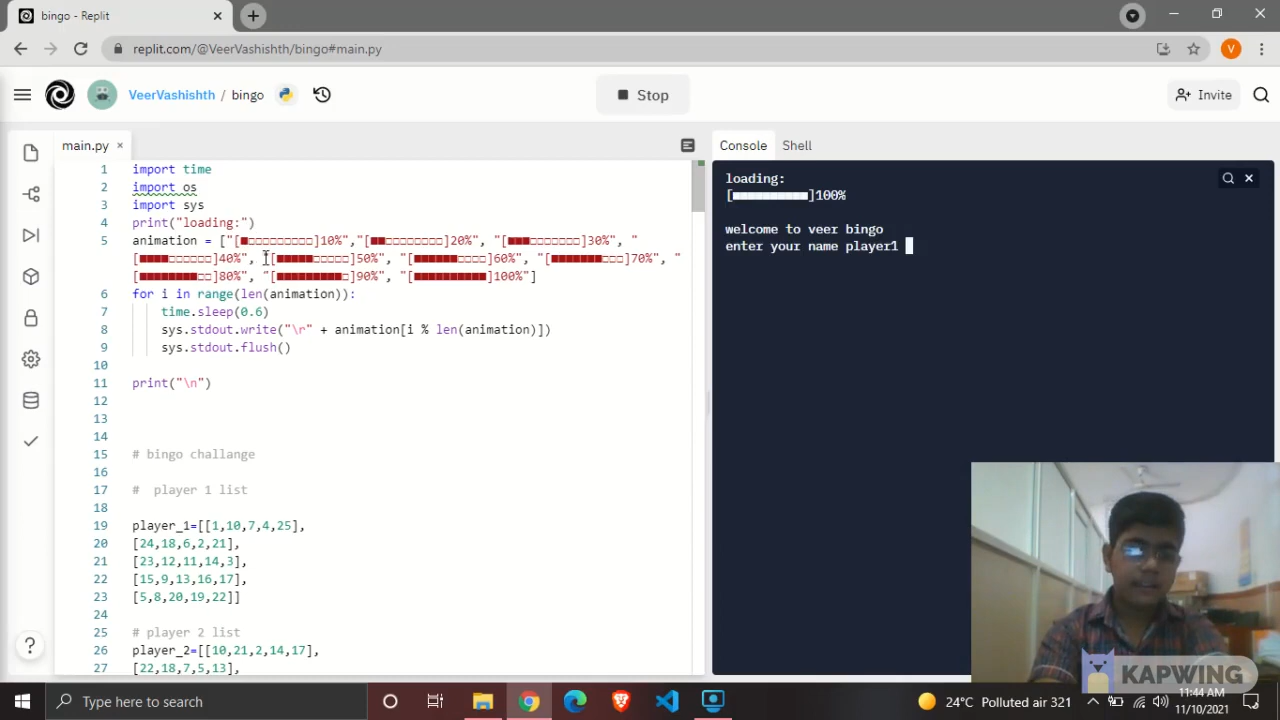 bingo - Replit
replit.com/@VeerVashishth/bingo#main.py
V
VeerVashishth / bingo
Stop
Invite
main.py
Console
Shell
1 import time
2 import os
3 import sys
4 print("loading:")
5 animation = ["[■□□□□□□□□□]10%","[■■□□□□□□□□]20%", "[■■■□□□□□□□]30%", "
[■■■■□□□□□□]40%", "[■■■■■□□□□□]50%", "[■■■■■■□□□□]60%", "[■■■■■■■□□□]70%", "
[■■■■■■■■□□]80%", "[■■■■■■■■■□]90%", "[■■■■■■■■■■]100%"]
6 for i in range(len(animation)):
7 time.sleep(0.6)
8 sys.stdout.write("\r" + animation[i % len(animation)])
9 sys.stdout.flush()
10
11 print("\n")
12
13
14
15 # bingo challange
16
17 # player 1 list
18
19 player_1=[[1,10,7,4,25],
20 [24,18,6,2,21],
21 [23,12,11,14,3],
22 [15,9,13,16,17],
23 [5,8,20,19,22]]
24
25 # player 2 list
26 player_2=[[10,21,2,14,17],
27 [22,18,7,5,13],
loading:
[■■■■■■■■■■]100%
welcome to veer bingo
enter your name player1
KAPWING
?
Type here to search
24°C Polluted air 321
11:44 AM
11/10/2021